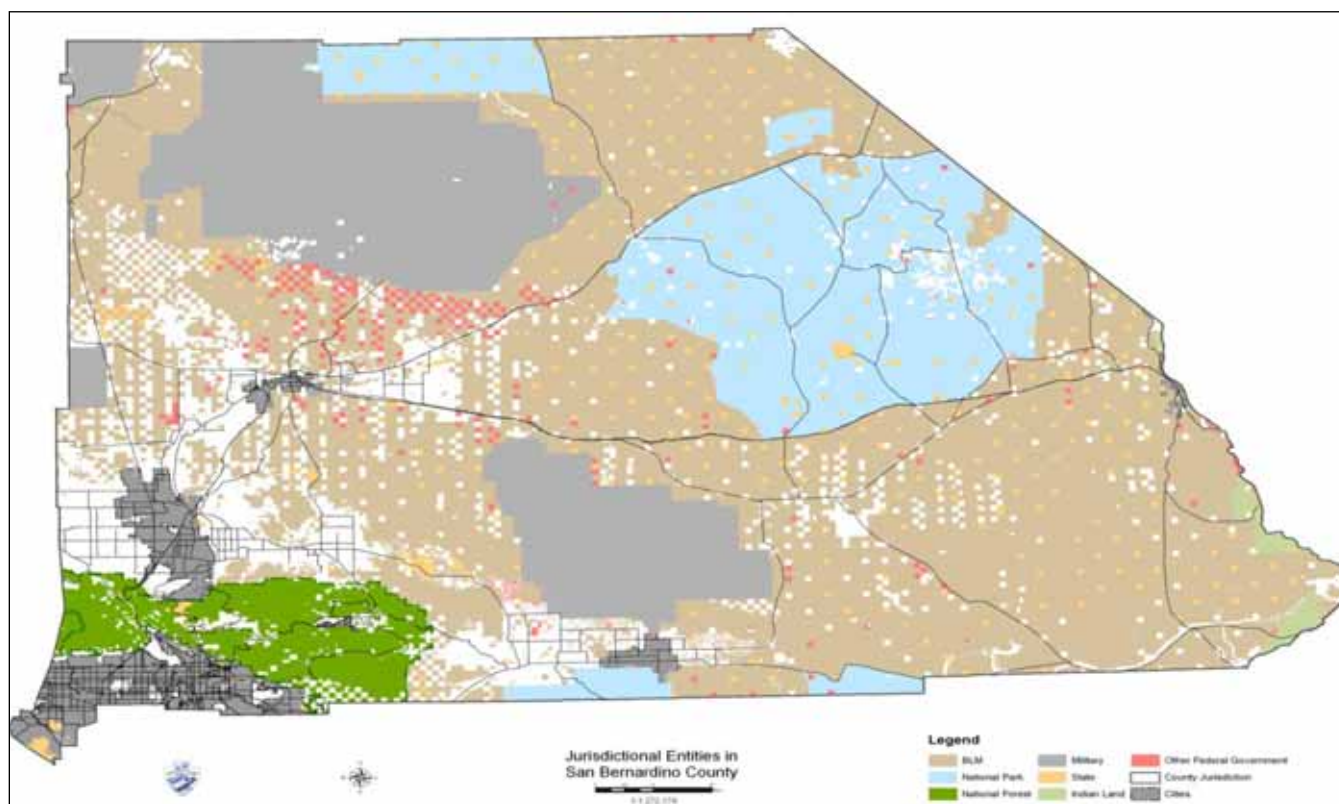 Jurisdictional Entities in
San Bernardino County
Legend
BLM
Military
Other Federal Government
National Park
State
County Jurisdiction
National Forest
Indian Land
Cities